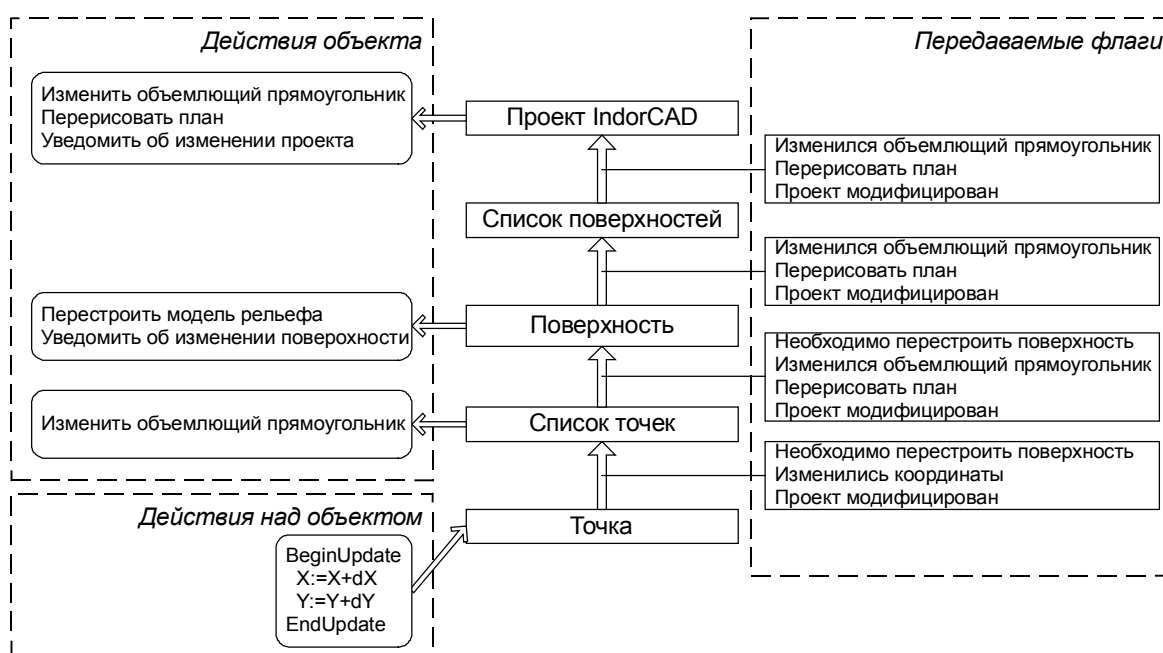 Действия объекта
Изменить объемлющий прямоугольник
Перерисовать план
Уведомить об изменении проекта
Перестроить модель рельефа
Уведомить об изменении поверохности
Изменить объемлющий прямоугольник
Действия над объектом
BeginUpdate
X:=X+dX
Y:=Y+dY
EndUpdate
Проект IndorCAD
Список поверхностей
Поверхность
Список точек
Точка
Передаваемые флаги
Изменился объемлющий прямоугольник
Перерисовать план
Проект модифицирован
Изменился объемлющий прямоугольник
Перерисовать план
Проект модифицирован
Необходимо перестроить поверхность
Изменился объемлющий прямоугольник
Перерисовать план
Проект модифицирован
Необходимо перестроить поверхность
Изменились координаты
Проект модифицирован